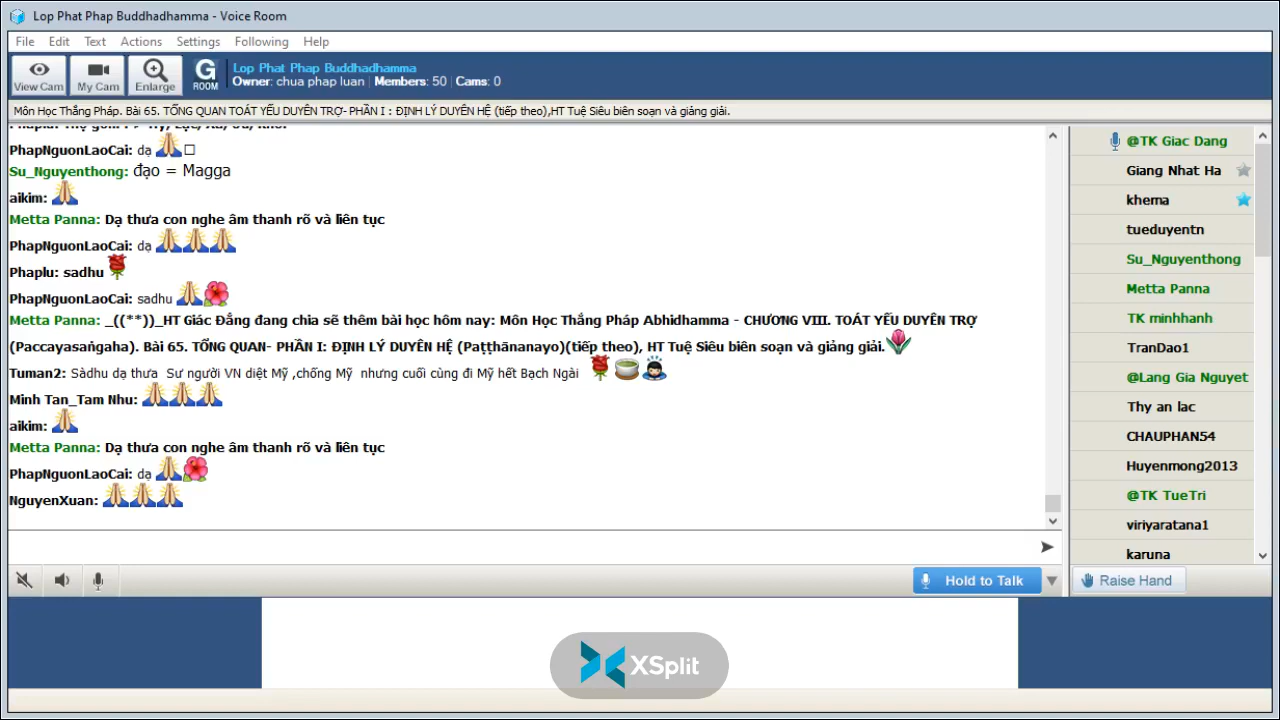 Lop Phat Phap Buddhadhamma - Voice Room
File Edit Text Actions Settings Following Help
View Cam My Cam Enlarge G ROOM
Lop Phat Phap Buddhadhamma
Owner: chua phap luan | Members: 50 | Cams: 0
Môn Học Thắng Pháp. Bài 65. TỔNG QUAN TOÁT YẾU DUYÊN TRỢ- PHẦN I : ĐỊNH LÝ DUYÊN HỆ (tiếp theo),HT Tuệ Siêu biên soạn và giảng giải.
PhapNguonLaoCai: dạ
Su_Nguyenthong: đạo = Magga
aikim:
Metta Panna: Dạ thưa con nghe âm thanh rõ và liên tục
PhapNguonLaoCai: dạ
Phaplu: sadhu
PhapNguonLaoCai: sadhu
Metta Panna: _((**))_HT Giác Đẳng đang chia sẽ thêm bài học hôm nay: Môn Học Thắng Pháp Abhidhamma - CHƯƠNG VIII. TOÁT YẾU DUYÊN TRỢ
(Paccayasaṅgaha). Bài 65. TỔNG QUAN- PHẦN I: ĐỊNH LÝ DUYÊN HỆ (Paṭṭhānanayo)(tiếp theo), HT Tuệ Siêu biên soạn và giảng giải.
Tuman2: Sàdhu dạ thưa Sư người VN diệt Mỹ ,chống Mỹ nhưng cuối cùng đi Mỹ hết Bạch Ngài
Minh Tan_Tam Nhu:
aikim:
Metta Panna: Dạ thưa con nghe âm thanh rõ và liên tục
PhapNguonLaoCai: dạ
NguyenXuan:
@TK Giac Dang
Giang Nhat Ha
khema
tueduyentn
Su_Nguyenthong
Metta Panna
TK minhhanh
TranDao1
@Lang Gia Nguyet
Thy an lac
CHAUPHAN54
Huyenmong2013
@TK TueTri
viriyaratana1
karuna
Hold to Talk
Raise Hand
XSplit